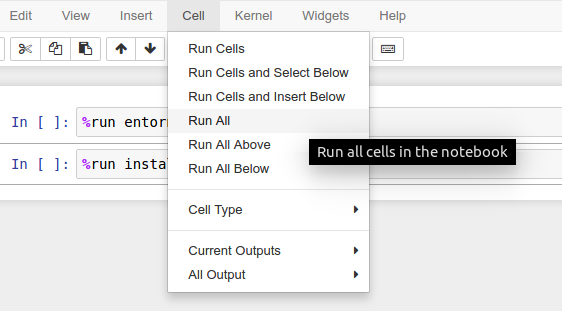 Edit View Insert Cell Kernel Widgets Help
Run Cells
Run Cells and Select Below
Run Cells and Insert Below
In [ ]: %run entor
Run All
Run All Above
Run all cells in the notebook
In [ ]: %run insta
Run All Below
Cell Type
Current Outputs
All Output